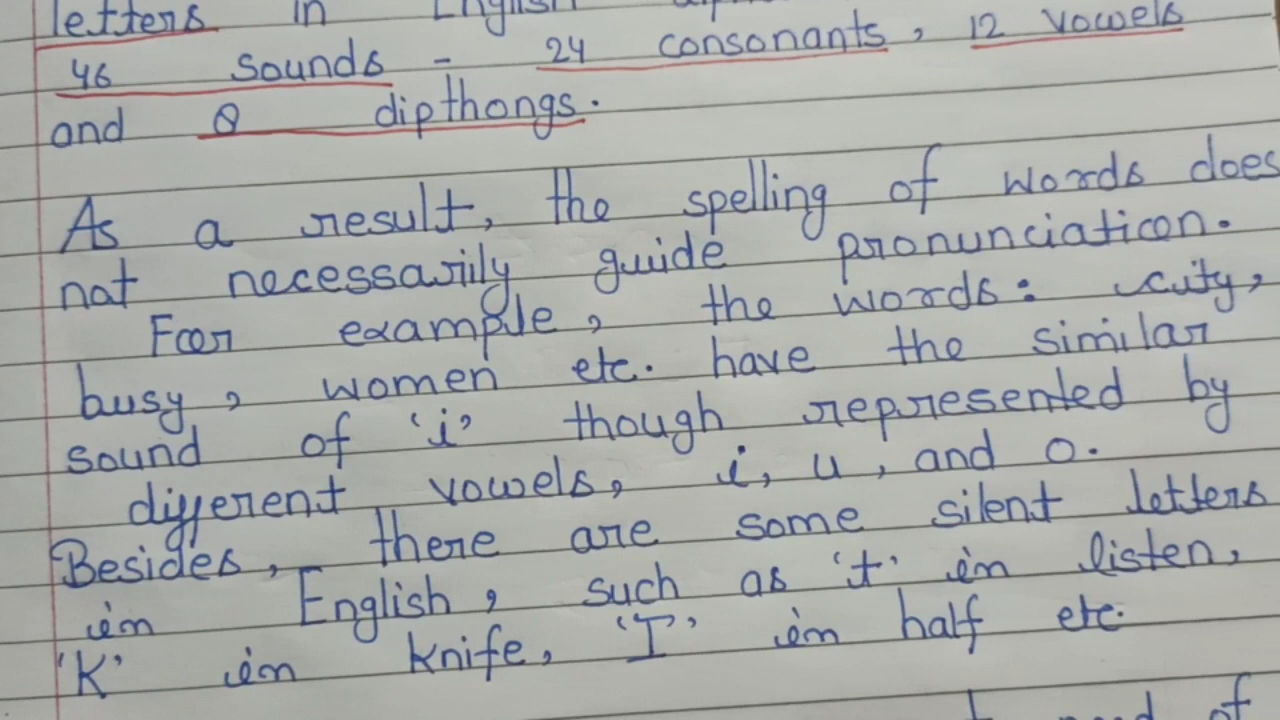 letters in English
46 sounds - 24 consonants, 12 vowels
and 8 dipthongs.
As a result, the spelling of words does
not necessarily guide pronunciation.
For example, the words: city,
busy, women etc. have the similar
sound of 'i' though represented by
different vowels, i, u, and o.
Besides, there are some silent letters
in English, such as 't' in listen,
'K' in knife, 'I' in half etc.
of